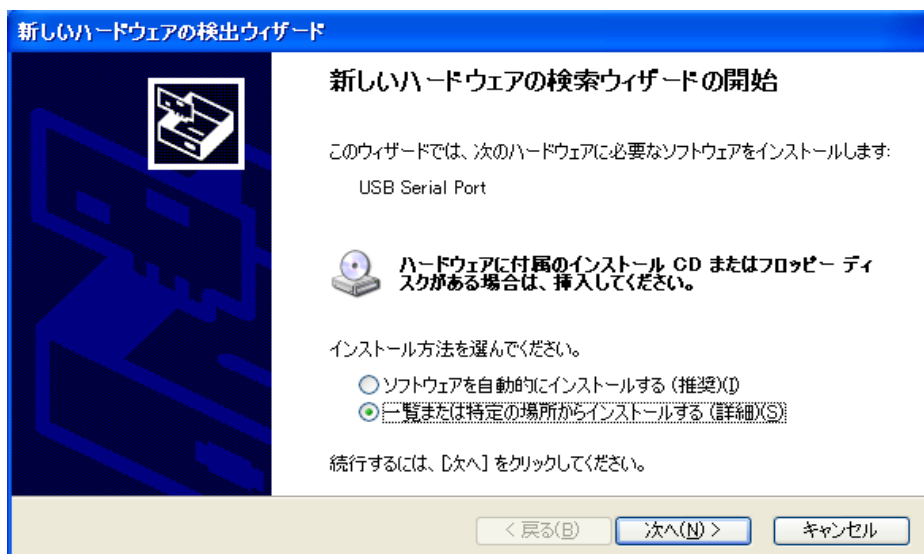 新しいハードウェアの検出ウィザード
新しいハードウェアの検索ウィザードの開始
このウィザードでは、次のハードウェアに必要なソフトウェアをインストールします:
USB Serial Port
ハードウェアに付属のインストール CD またはフロッピー ディ
スクがある場合は、挿入してください。
インストール方法を選んでください。
ソフトウェアを自動的にインストールする (推奨)(I)
一覧または特定の場所からインストールする (詳細)(S)
続行するには、[次へ] をクリックしてください。
< 戻る(B)
次へ(N) >
キャンセル